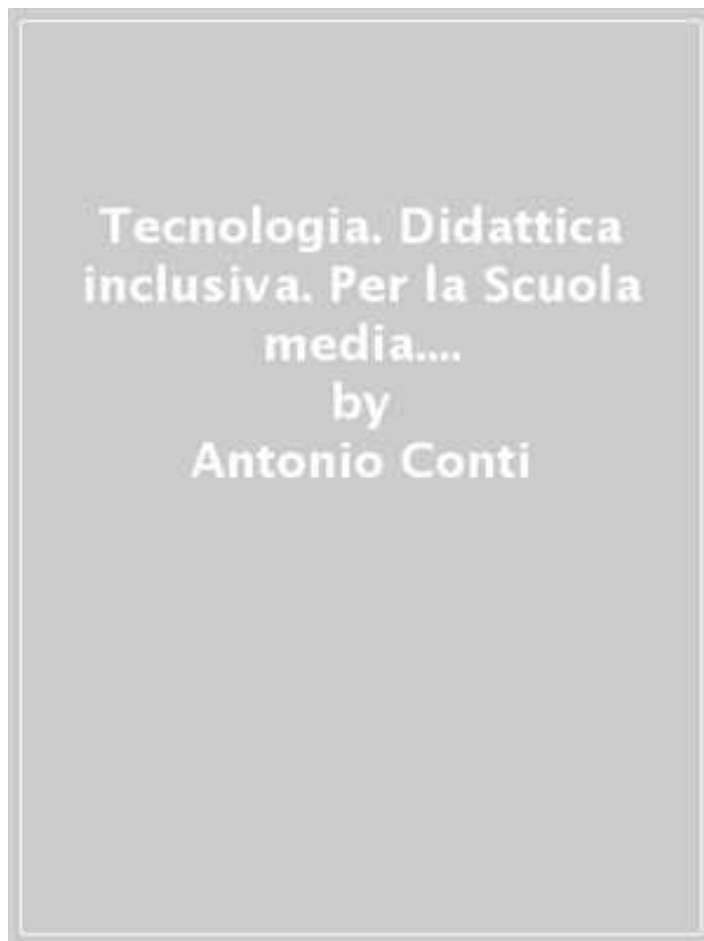 Tecnologia. Didattica
inclusiva. Per la Scuola
media....
by
Antonio Conti